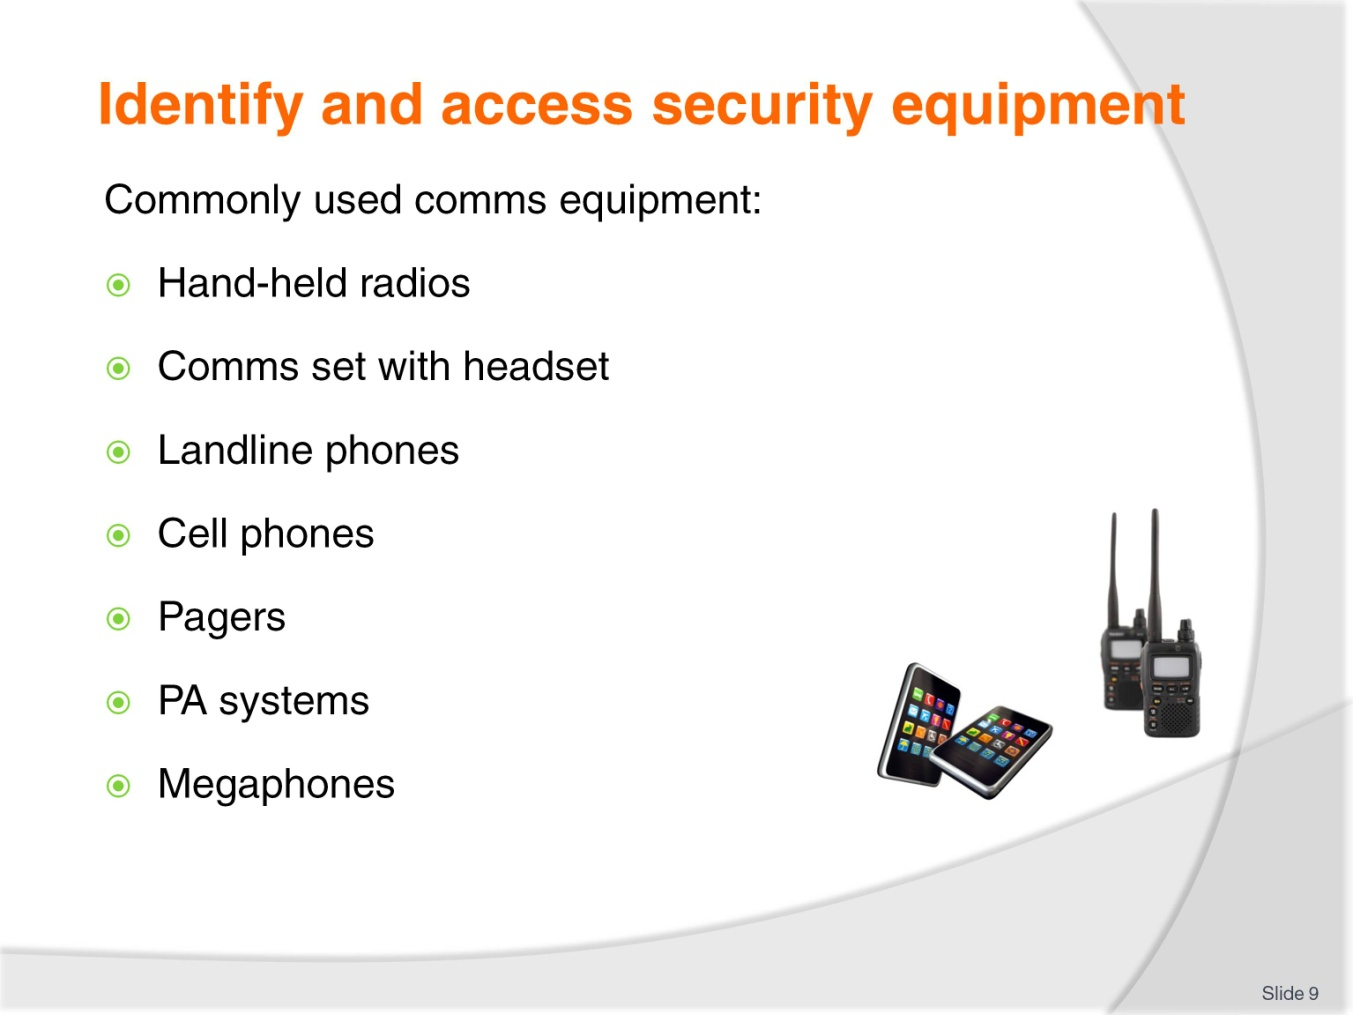 Identify and access security equipment
Commonly used comms equipment:
Hand-held radios
Comms set with headset
Landline phones
Cell phones
Pagers
PA systems
Megaphones
Slide 9